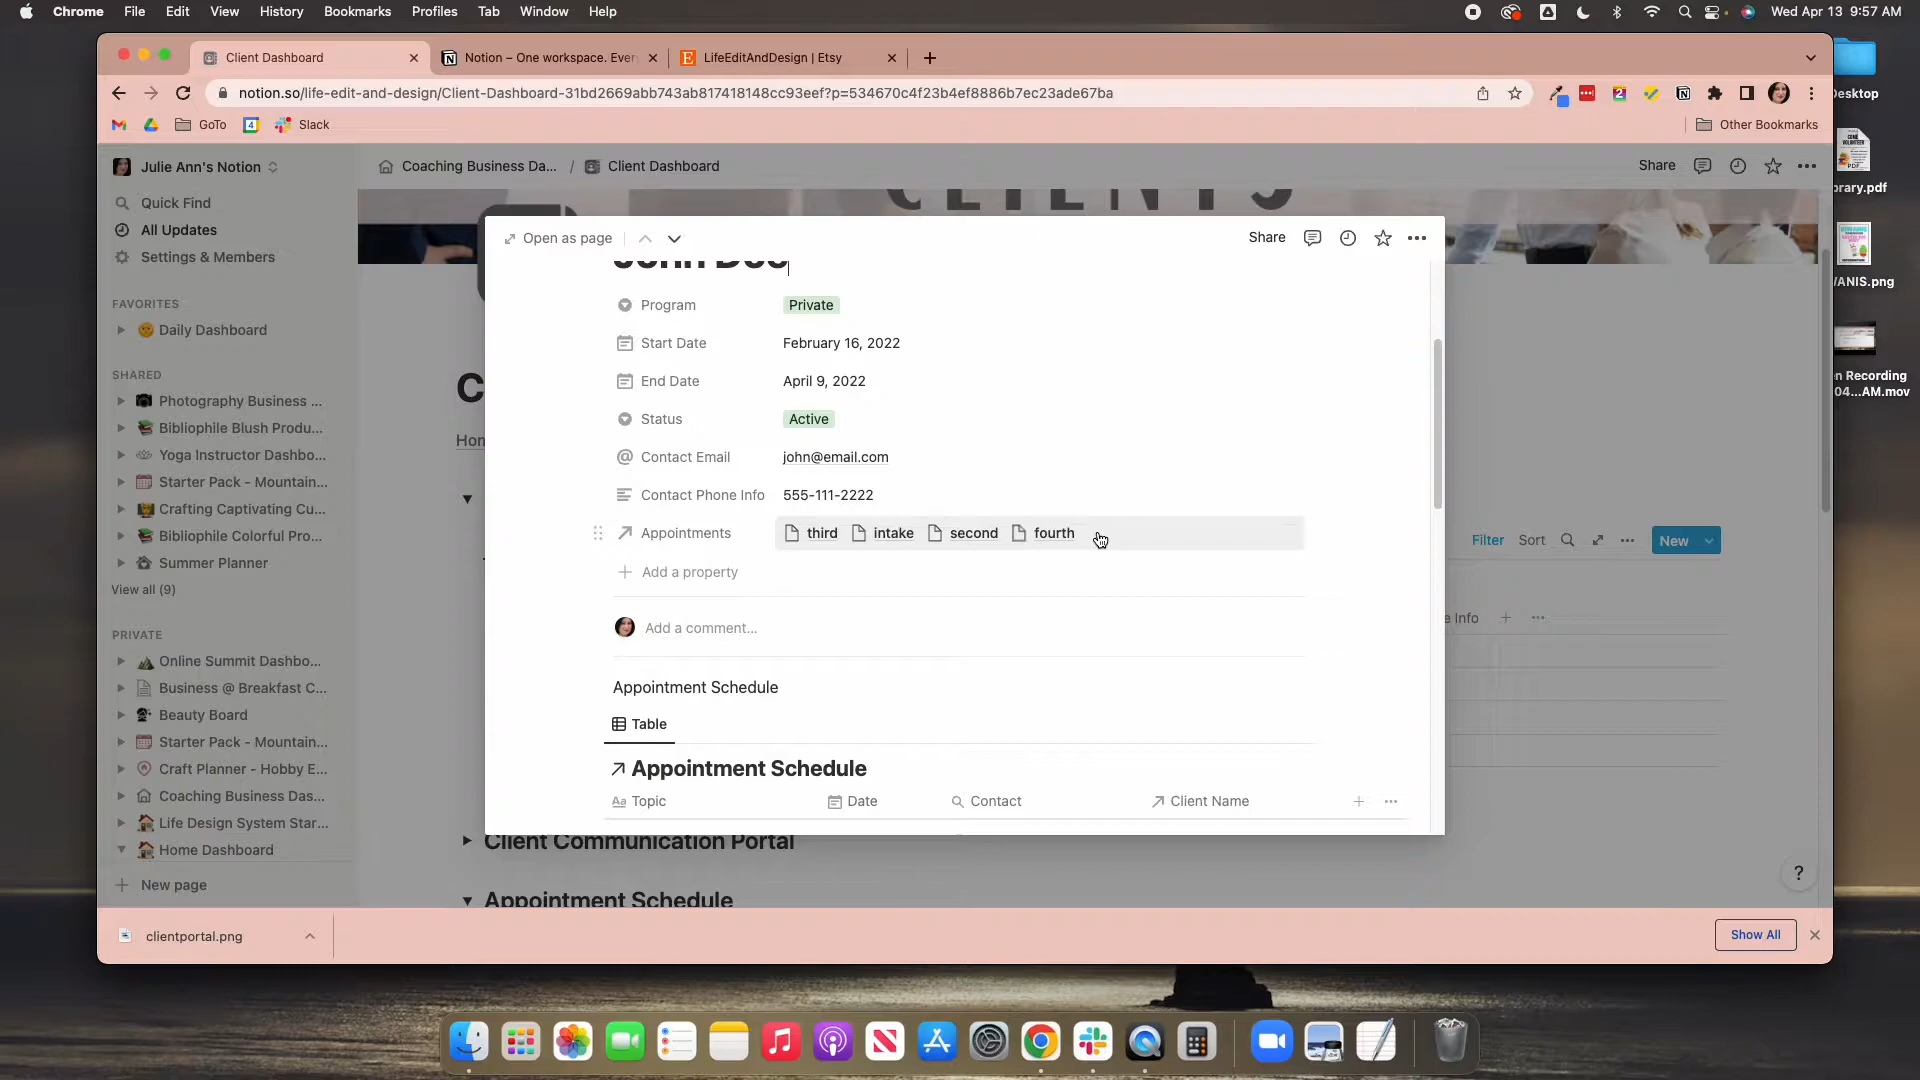 Chrome File Edit View History Bookmarks Profiles Tab Window Help
Wed Apr 13 9:57 AM
Client Dashboard
Notion – One workspace. Ever
LifeEditAndDesign | Etsy
notion.so/life-edit-and-design/Client-Dashboard-31bd2669abb743ab817418148cc93eef?p=534670c4f23b4ef8886b7ec23ade67ba
GoTo
4
Slack
Other Bookmarks
Desktop
brary.pdf
WANIS.png
n Recording
04...AM.mov
Julie Ann's Notion
Coaching Business Da... / Client Dashboard
Share
Quick Find
All Updates
Settings & Members
FAVORITES
Daily Dashboard
SHARED
Photography Business ...
Bibliophile Blush Produ...
Yoga Instructor Dashbo...
Starter Pack - Mountain...
Crafting Captivating Cu...
Bibliophile Colorful Pro...
Summer Planner
View all (9)
PRIVATE
Online Summit Dashbo...
Business @ Breakfast C...
Beauty Board
Starter Pack - Mountain...
Craft Planner - Hobby E...
Coaching Business Das...
Life Design System Star...
Home Dashboard
New page
CLIENTS
Open as page
Share
John Doe
Program Private
Start Date February 16, 2022
End Date April 9, 2022
Status Active
Contact Email john@email.com
Contact Phone Info 555-111-2222
Appointments third intake second fourth
Add a property
Add a comment...
Appointment Schedule
Table
Appointment Schedule
Aa Topic Date Contact Client Name
C
Hon
Filter Sort New
e Info
Client Communication Portal
Appointment Schedule
?
clientportal.png
Show All